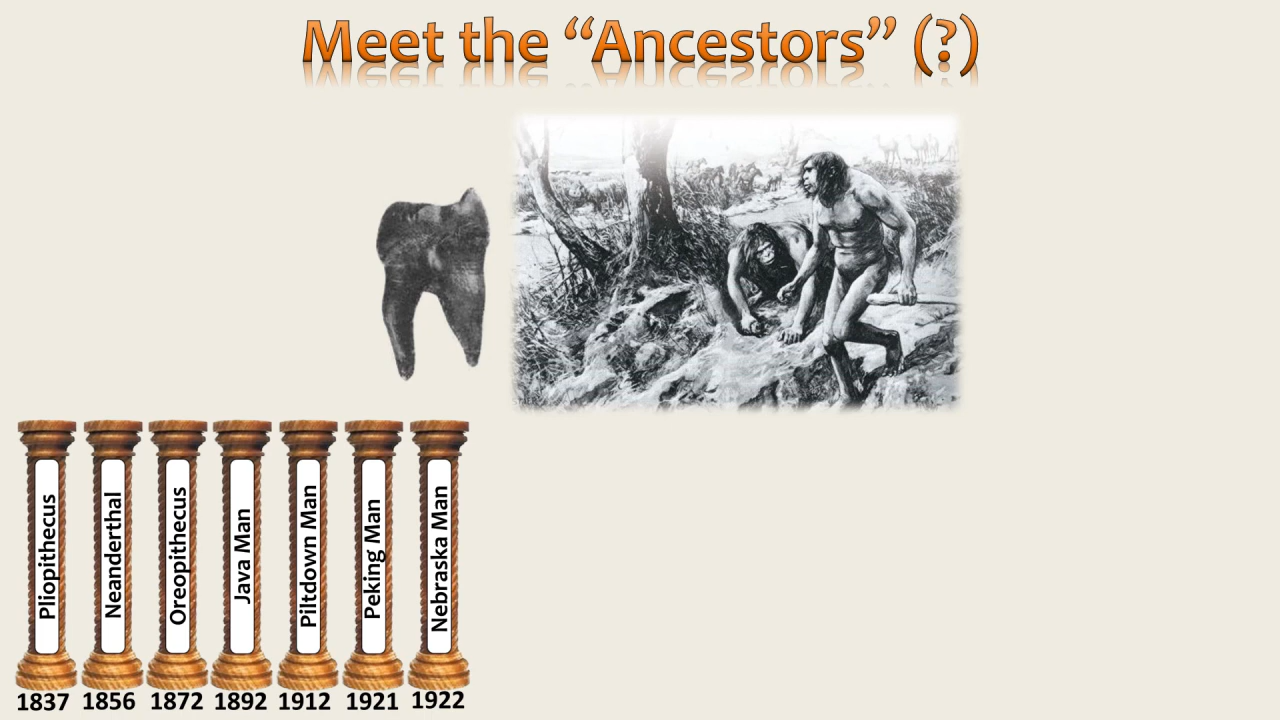 Meet the “Ancestors” (?)
Pliopithecus
Neanderthal
Oreopithecus
Java Man
Piltdown Man
Peking Man
Nebraska Man
1837 1856 1872 1892 1912 1921 1922